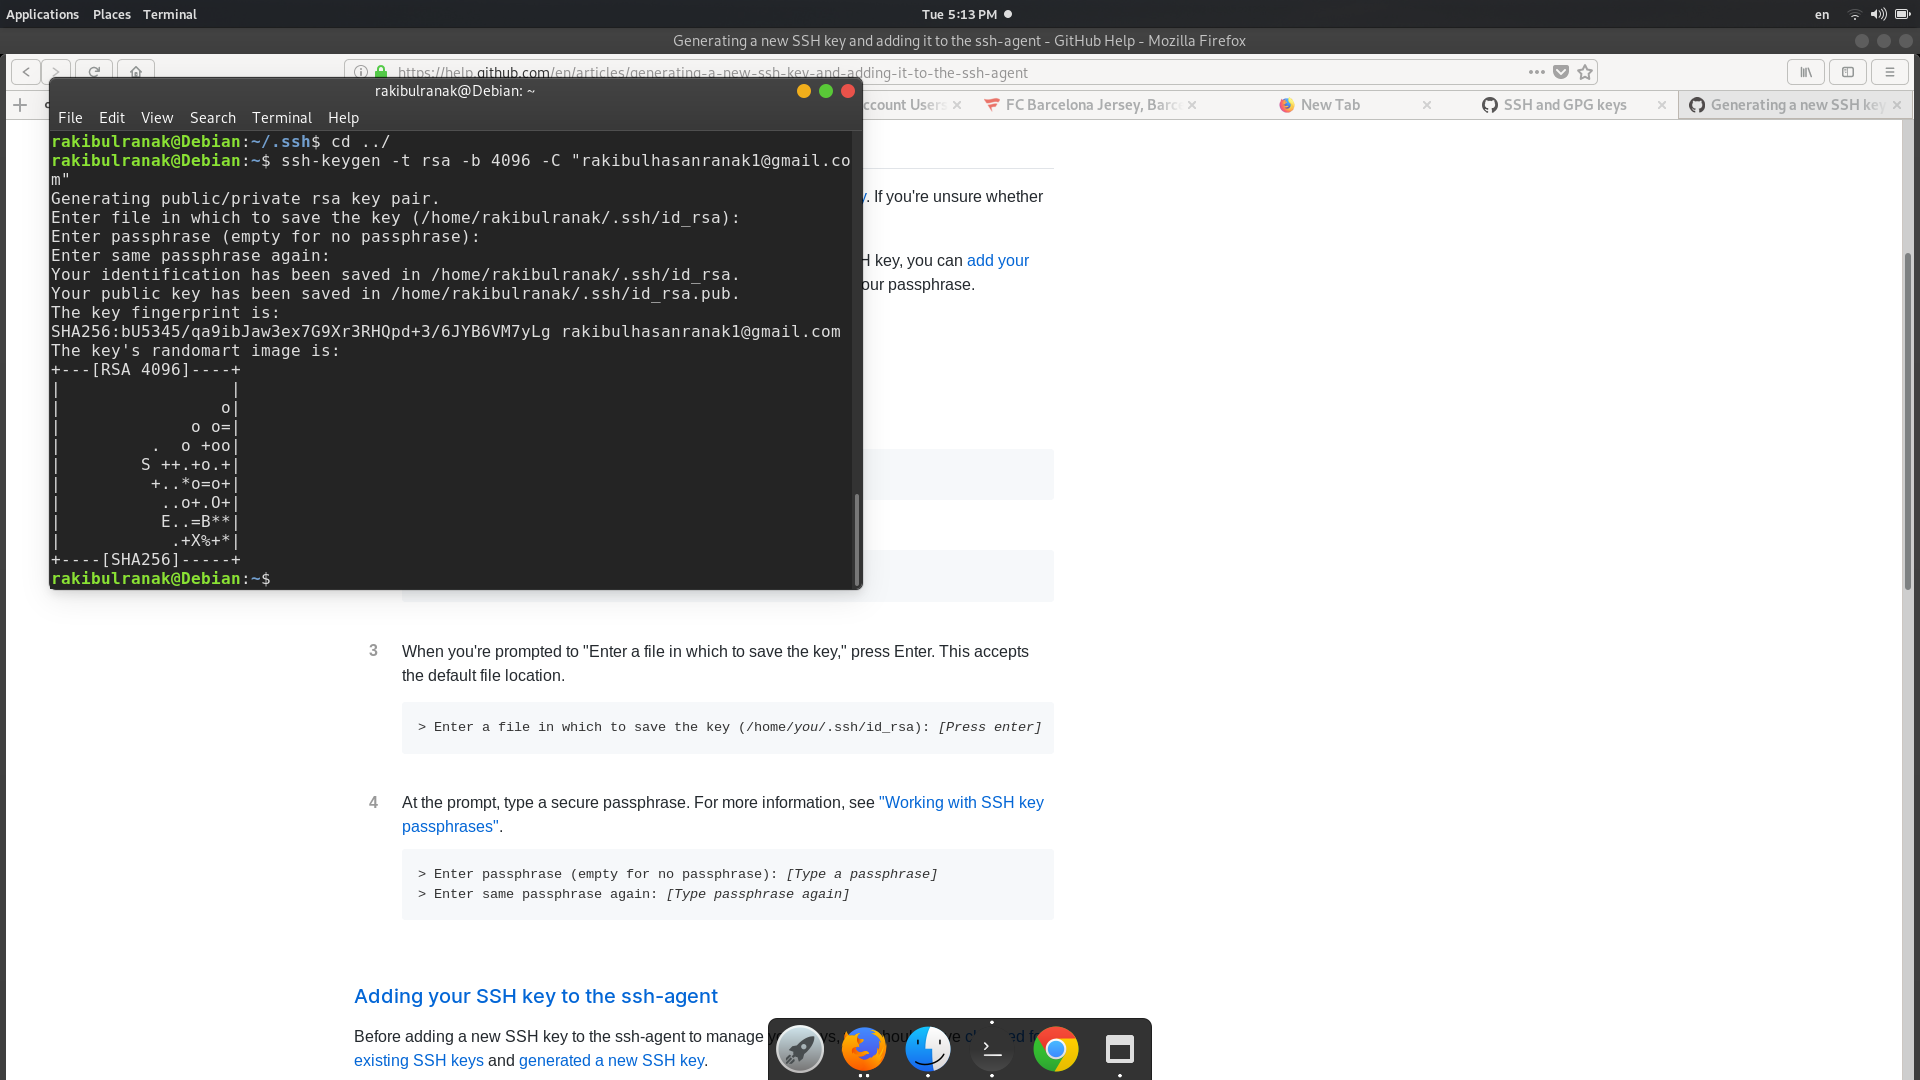 Applications Places Terminal
Tue 5:13 PM
en
Generating a new SSH key and adding it to the ssh-agent - GitHub Help - Mozilla Firefox
https://help.github.com/en/articles/generating-a-new-ssh-key-and-adding-it-to-the-ssh-agent
ccount Users
FC Barcelona Jersey, Barc
New Tab
SSH and GPG keys
Generating a new SSH key
rakibulranak@Debian: ~
File Edit View Search Terminal Help
rakibulranak@Debian:~/.ssh$ cd ../
rakibulranak@Debian:~$ ssh-keygen -t rsa -b 4096 -C "rakibulhasanranak1@gmail.co
m"
Generating public/private rsa key pair.
Enter file in which to save the key (/home/rakibulranak/.ssh/id_rsa):
Enter passphrase (empty for no passphrase):
Enter same passphrase again:
Your identification has been saved in /home/rakibulranak/.ssh/id_rsa.
Your public key has been saved in /home/rakibulranak/.ssh/id_rsa.pub.
The key fingerprint is:
SHA256:bU5345/qa9ibJaw3ex7G9Xr3RHQpd+3/6JYB6VM7yLg rakibulhasanranak1@gmail.com
The key's randomart image is:
+---[RSA 4096]----+
|                 |
|                o|
|             o o=|
|         .  o +oo|
|        S ++.+o.+|
|         +..*o=o+|
|          ..o+.O+|
|          E..=B**|
|           .+X%+*|
+----[SHA256]-----+
rakibulranak@Debian:~$
y. If you're unsure whether
H key, you can add your
our passphrase.
3 When you're prompted to "Enter a file in which to save the key," press Enter. This accepts
the default file location.
> Enter a file in which to save the key (/home/you/.ssh/id_rsa): [Press enter]
4 At the prompt, type a secure passphrase. For more information, see "Working with SSH key
passphrases".
> Enter passphrase (empty for no passphrase): [Type a passphrase]
> Enter same passphrase again: [Type passphrase again]
Adding your SSH key to the ssh-agent
Before adding a new SSH key to the ssh-agent to manage
existing SSH keys and generated a new SSH key.